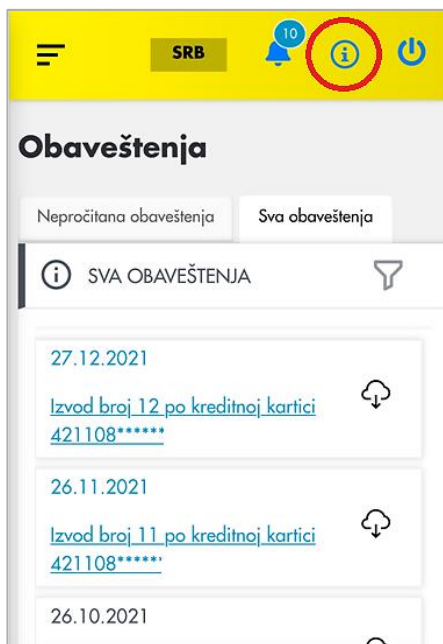 SRB
10
Obaveštenja
Nepročitana obaveštenja
Sva obaveštenja
SVA OBAVEŠTENJA
27.12.2021
Izvod broj 12 po kreditnoj kartici
421108******
26.11.2021
Izvod broj 11 po kreditnoj kartici
421108*****'
26.10.2021